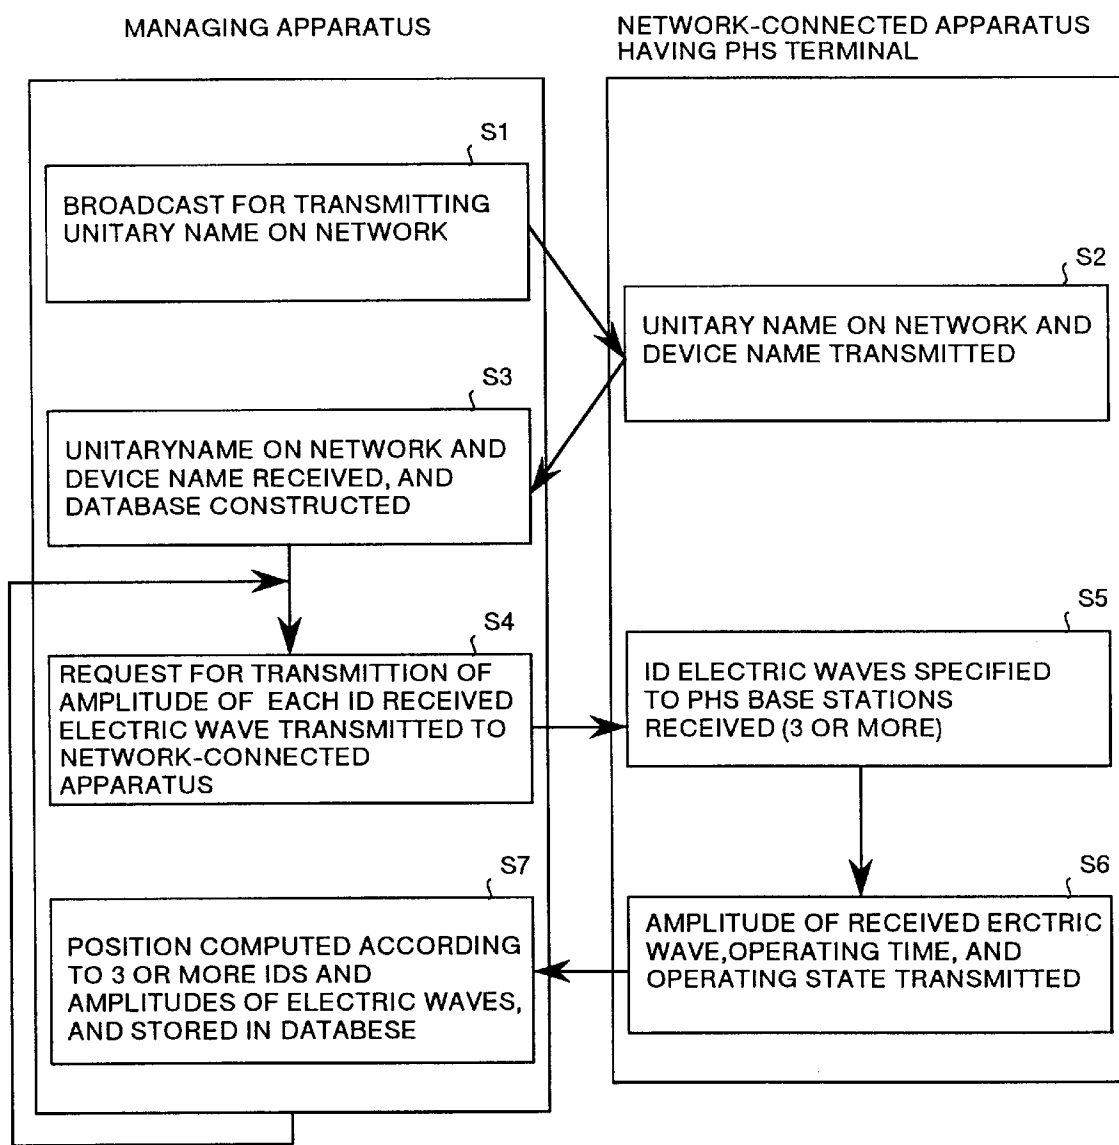 MANAGING APPARATUS
NETWORK-CONNECTED APPARATUS
HAVING PHS TERMINAL
S1
BROADCAST FOR TRANSMITTING
UNITARY NAME ON NETWORK
S2
UNITARY NAME ON NETWORK AND
DEVICE NAME TRANSMITTED
S3
UNITARYNAME ON NETWORK AND
DEVICE NAME RECEIVED, AND
DATABASE CONSTRUCTED
S4
REQUEST FOR TRANSMITTION OF
AMPLITUDE OF EACH ID RECEIVED
ELECTRIC WAVE TRANSMITTED TO
NETWORK-CONNECTED
APPARATUS
S5
ID ELECTRIC WAVES SPECIFIED
TO PHS BASE STATIONS
RECEIVED (3 OR MORE)
S6
AMPLITUDE OF RECEIVED ERCTRIC
WAVE,OPERATING TIME, AND
OPERATING STATE TRANSMITTED
S7
POSITION COMPUTED ACCORDING
TO 3 OR MORE IDS AND
AMPLITUDES OF ELECTRIC WAVES,
AND STORED IN DATABESE